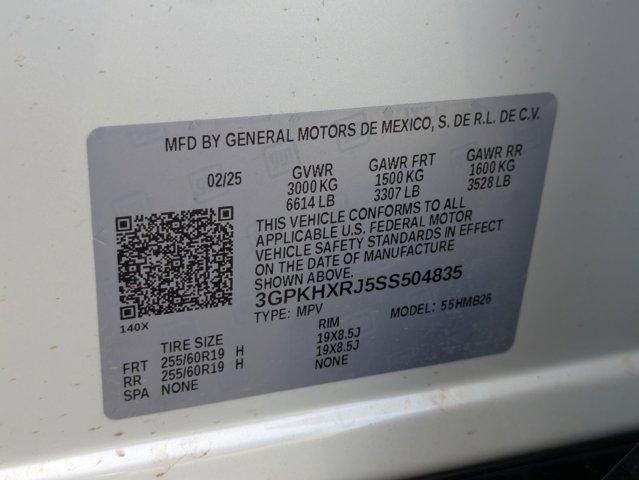 MFD BY GENERAL MOTORS DE MEXICO, S. DE R.L. DE C.V.
02/25 GVWR GAWR FRT GAWR RR
3000 KG 1500 KG 1600 KG
6614 LB 3307 LB 3528 LB
THIS VEHICLE CONFORMS TO ALL
APPLICABLE U.S. FEDERAL MOTOR
VEHICLE SAFETY STANDARDS IN EFFECT
ON THE DATE OF MANUFACTURE
SHOWN ABOVE.
3GPKHXRJ5SS504835
TYPE: MPV MODEL: 55HMB26
140X
TIRE SIZE RIM
FRT 255/60R19 H 19X8.5J
RR 255/60R19 H 19X8.5J
SPA NONE NONE